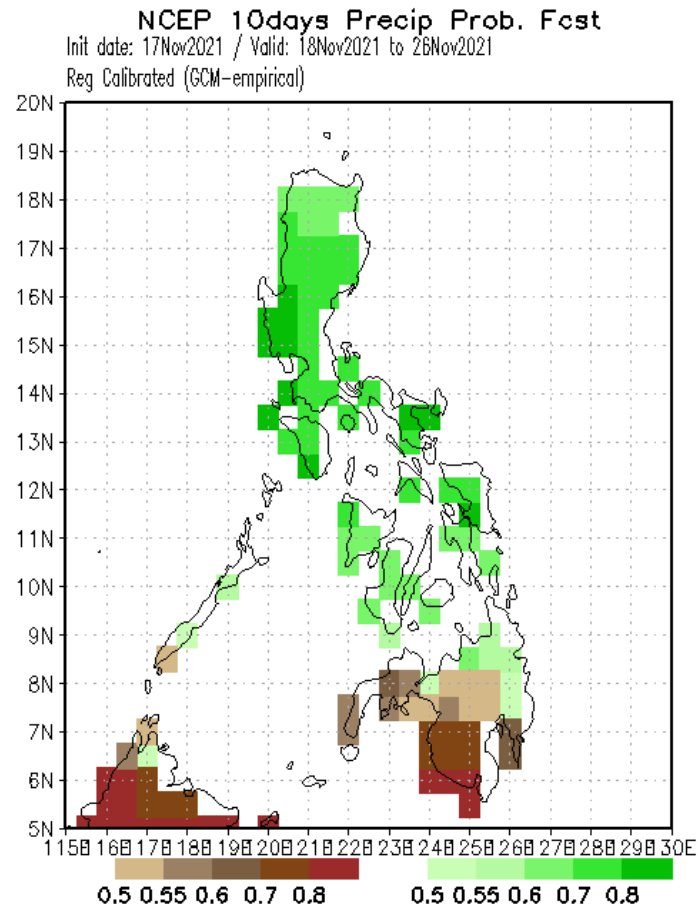 NCEP 10days Precip Prob. Fcst
Init date: 17Nov2021 / Valid: 18Nov2021 to 26Nov2021
Reg Calibrated (GCM-empirical)
20N
19N
18N
17N
16N
15N
14N
13N
12N
11N
10N
9N
8N
7N
6N
5N
115E 116E 117E 118E 119E 120E 121E 122E 123E 124E 125E 126E 127E 128E 129E 130E
0.5 0.55 0.6 0.7 0.8 0.5 0.55 0.6 0.7 0.8